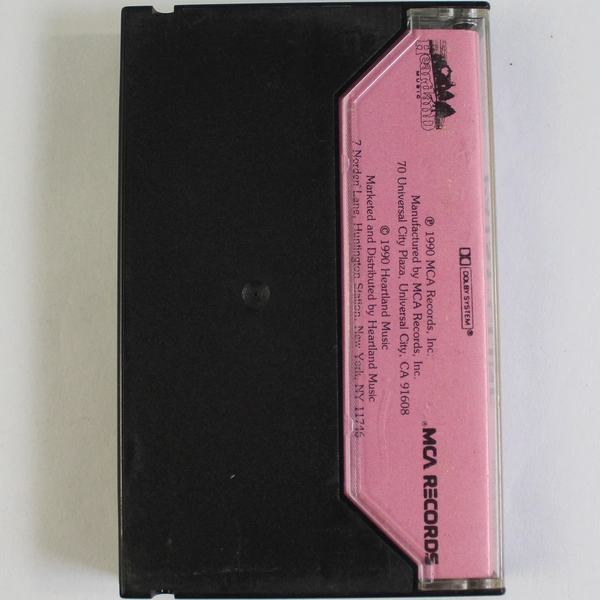 Heartland
MUSIC
DOLBY SYSTEM®
℗ 1990 MCA Records, Inc.
Manufactured by MCA Records, Inc.
70 Universal City Plaza, Universal City, CA 91608
© 1990 Heartland Music
Marketed and Distributed by Heartland Music
7 Norden Lane, Huntington Station, New York, NY 11746
MCA RECORDS